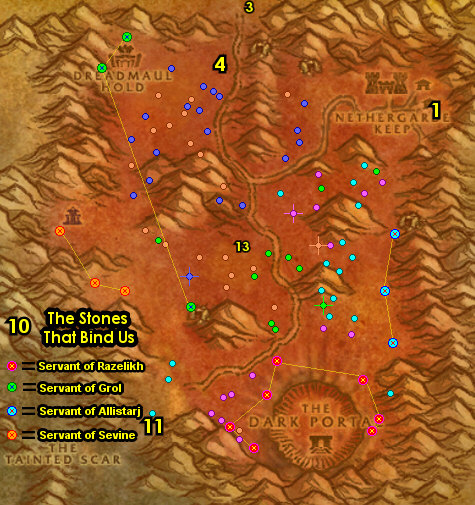 3
4
DREADMAUL
HOLD
1
NETHERGARDE
KEEP
13
10 The Stones
That Bind Us
= Servant of Razelikh
= Servant of Grol
= Servant of Allistarj
= Servant of Sevine
11
THE
DARK PORTAL
THE
TAINTED SCAR